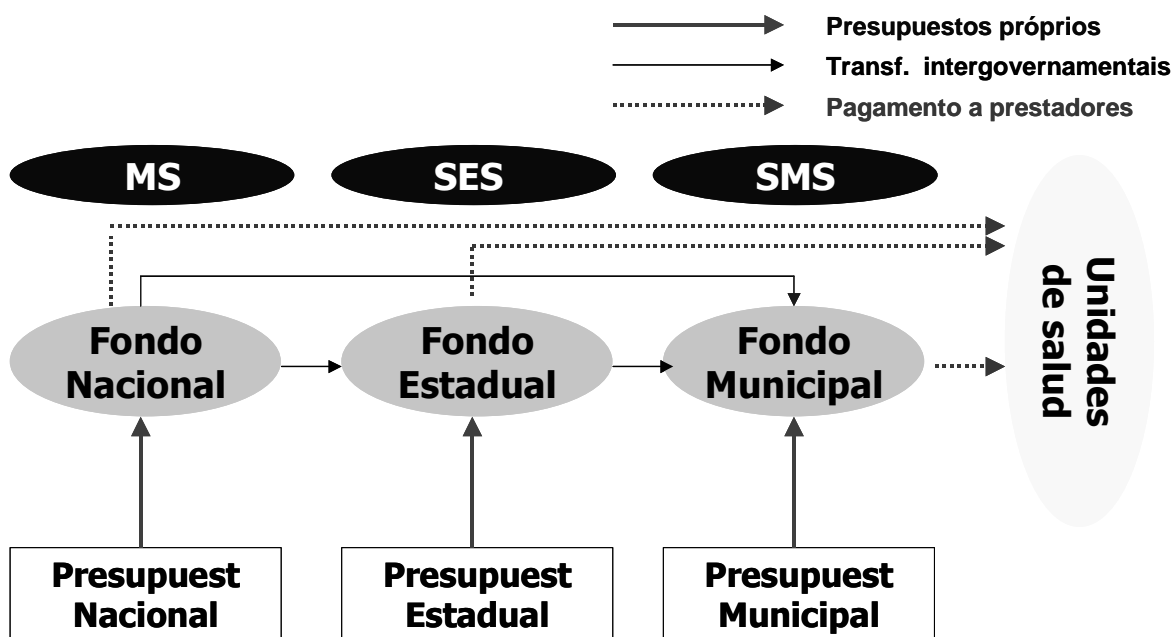 Presupuestos próprios
Transf. intergovernamentais
Pagamento a prestadores
MS
SES
SMS
Fondo
Nacional
Fondo
Estadual
Fondo
Municipal
Unidades
de salud
Presupuest
Nacional
Presupuest
Estadual
Presupuest
Municipal